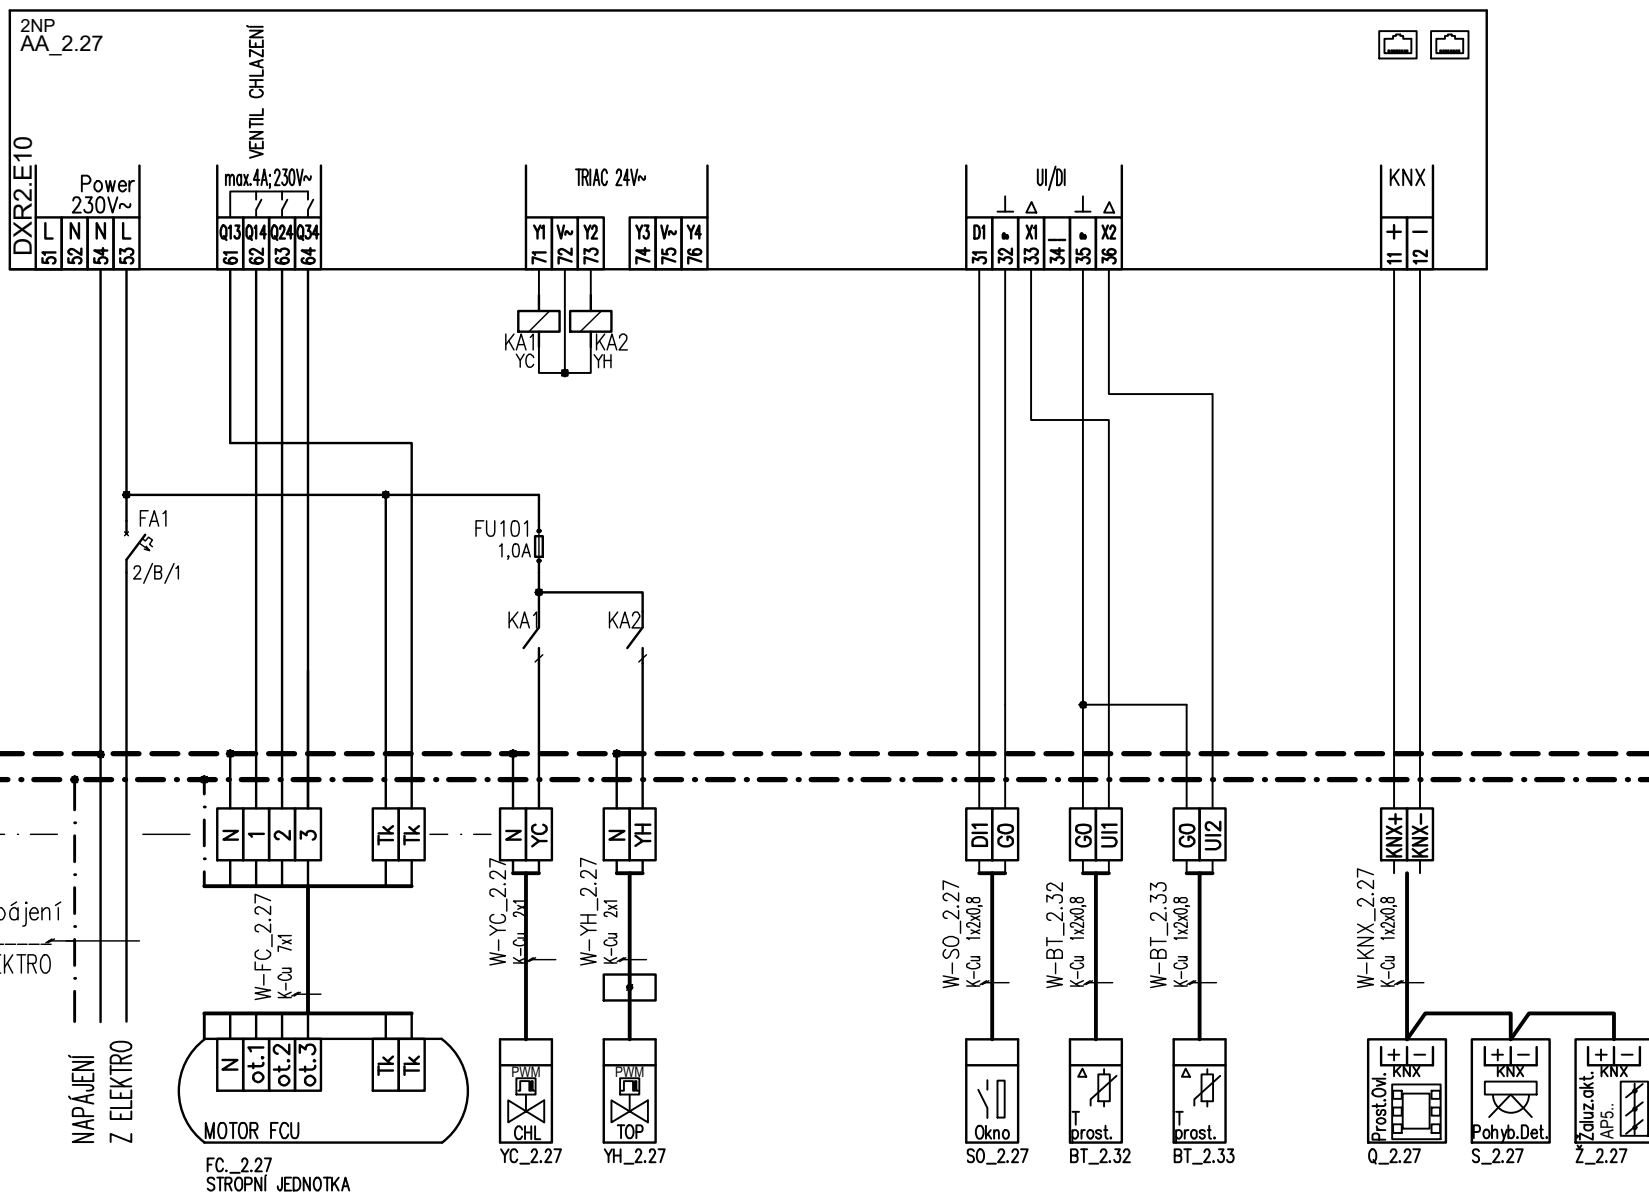 2NP
AA_2.27
DXR2.E10
VENTIL CHLAZENÍ
Power
230V~
max.4A;230V~
TRIAC 24V~
UI/DI
KNX
L N N L
51 52 54 53
Q13 Q14 Q24 Q34
61 62 63 64
Y1 V~ Y2
71 72 73
Y3 V~ Y4
74 75 76
D1 X1 X2
31 32 33 34 35 36
+ −
11 12
KA1
YC
KA2
YH
FA1
2/B/1
FU101
1,0A
KA1
KA2
N 1 2 3 Tk Tk
N YC
N YH
DI1 G0
G0 UI1
G0 UI2
KNX+ KNX-
pájení
EKTRO
W-FC_2.27
K-Cu 7x1
W-YC_2.27
K-Cu 2x1
W-YH_2.27
K-Cu 2x1
W-SO_2.27
K-Cu 1x2x0,8
W-BT_2.32
K-Cu 1x2x0,8
W-BT_2.33
K-Cu 1x2x0,8
W-KNX_2.27
K-Cu 1x2x0,8
NAPÁJENÍ
Z ELEKTRO
N ot.1 ot.2 ot.3 Tk Tk
MOTOR FCU
FC._2.27
STROPNÍ JEDNOTKA
PWM
CHL
YC_2.27
PWM
TOP
YH_2.27
Okno
SO_2.27
T
prost.
BT_2.32
T
prost.
BT_2.33
+ −
KNX
Prost.Ovl.
Q_2.27
+ −
KNX
Pohyb.Det.
S_2.27
+ −
KNX
Žaluz.akt.
AP5..
Ž_2.27